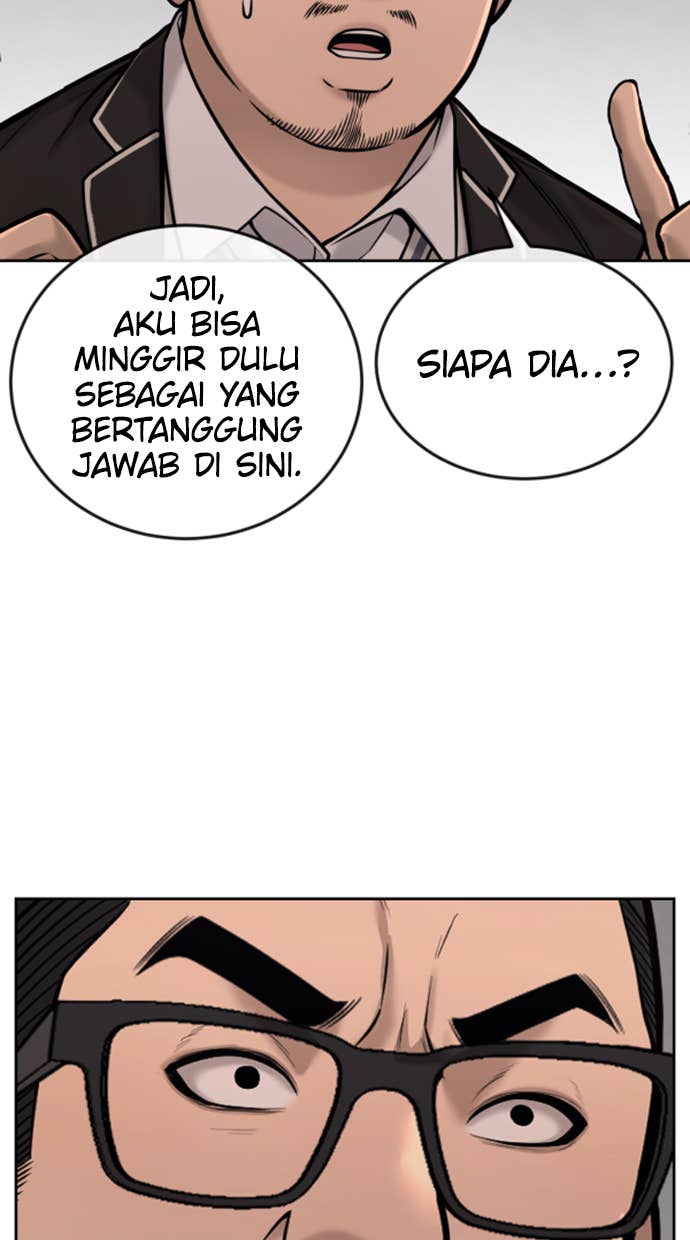 JADI,
AKU BISA
MINGGIR DULU
SEBAGAI YANG
BERTANGGUNG
JAWAB DI SINI.
SIAPA DIA...?